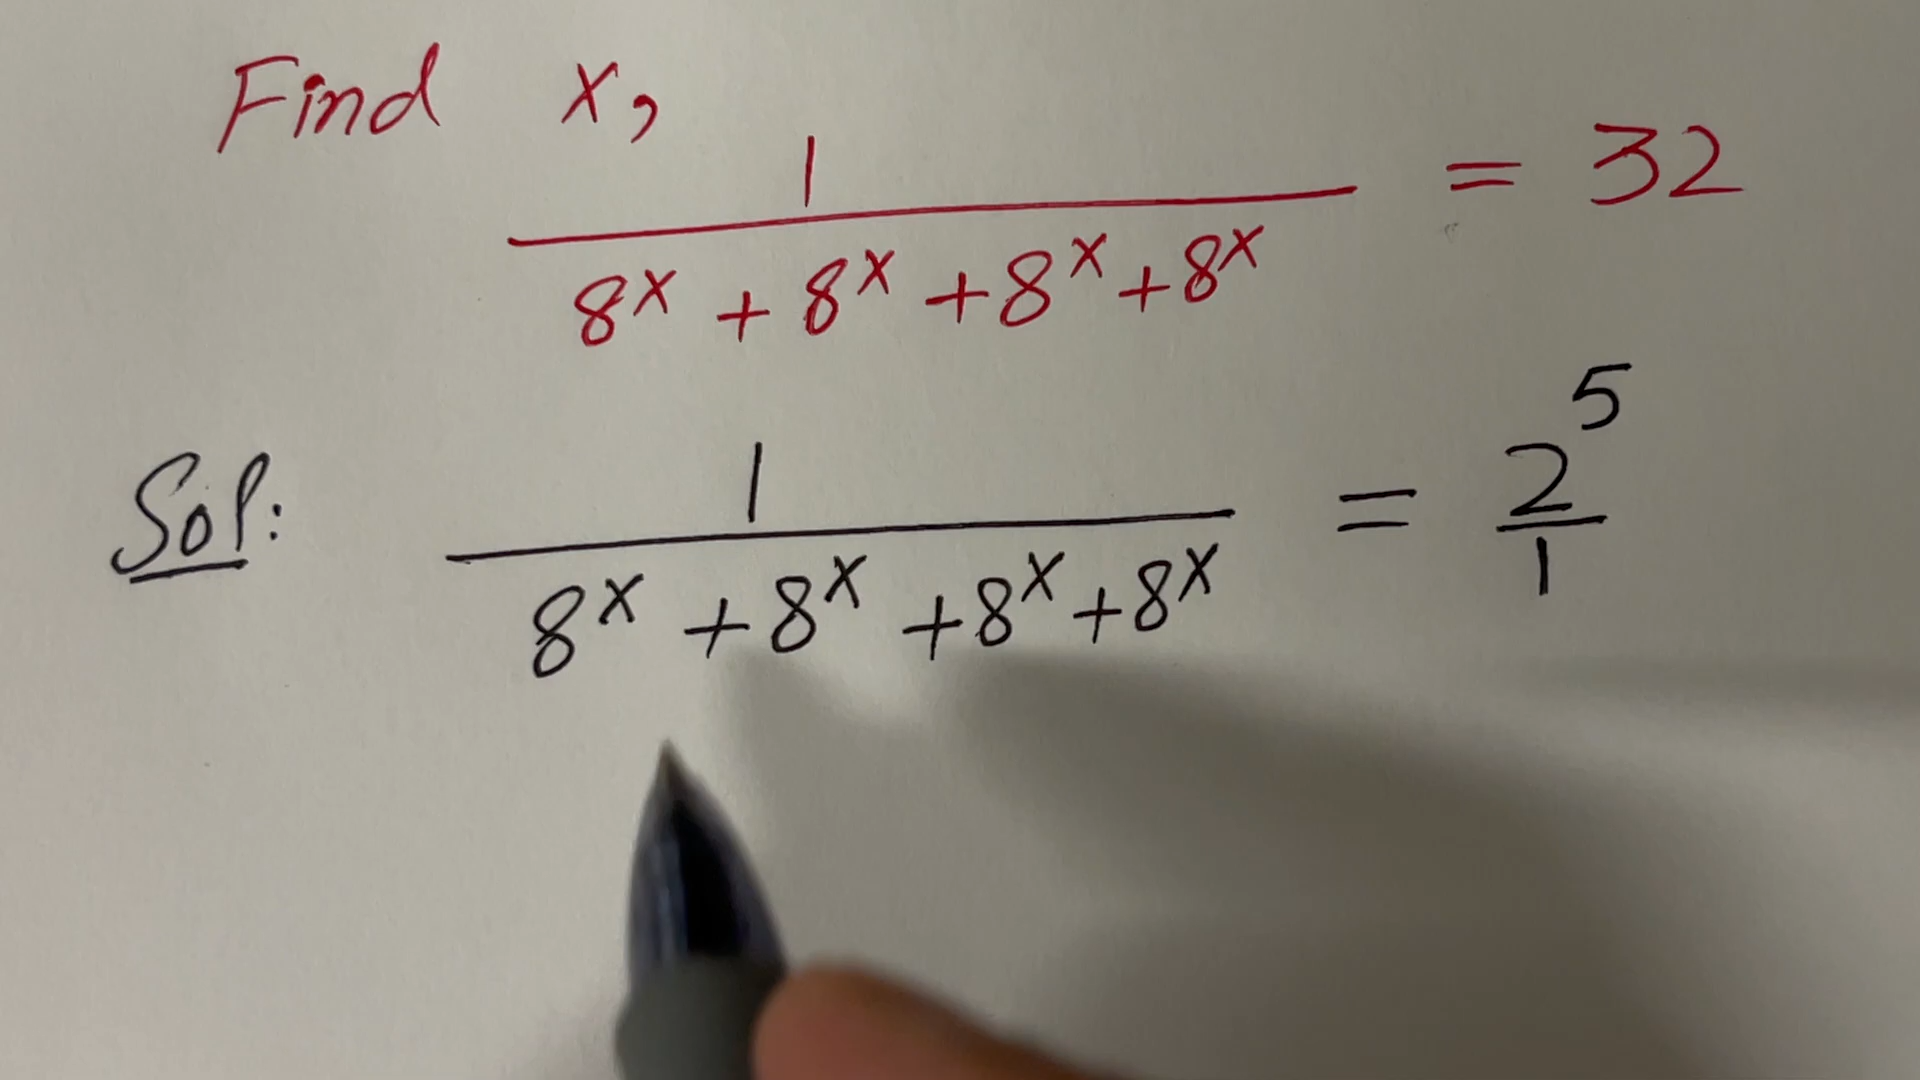 Find x,
1
8^x + 8^x + 8^x + 8^x = 32
Sol:
1
8^x + 8^x + 8^x + 8^x = 2^5
1